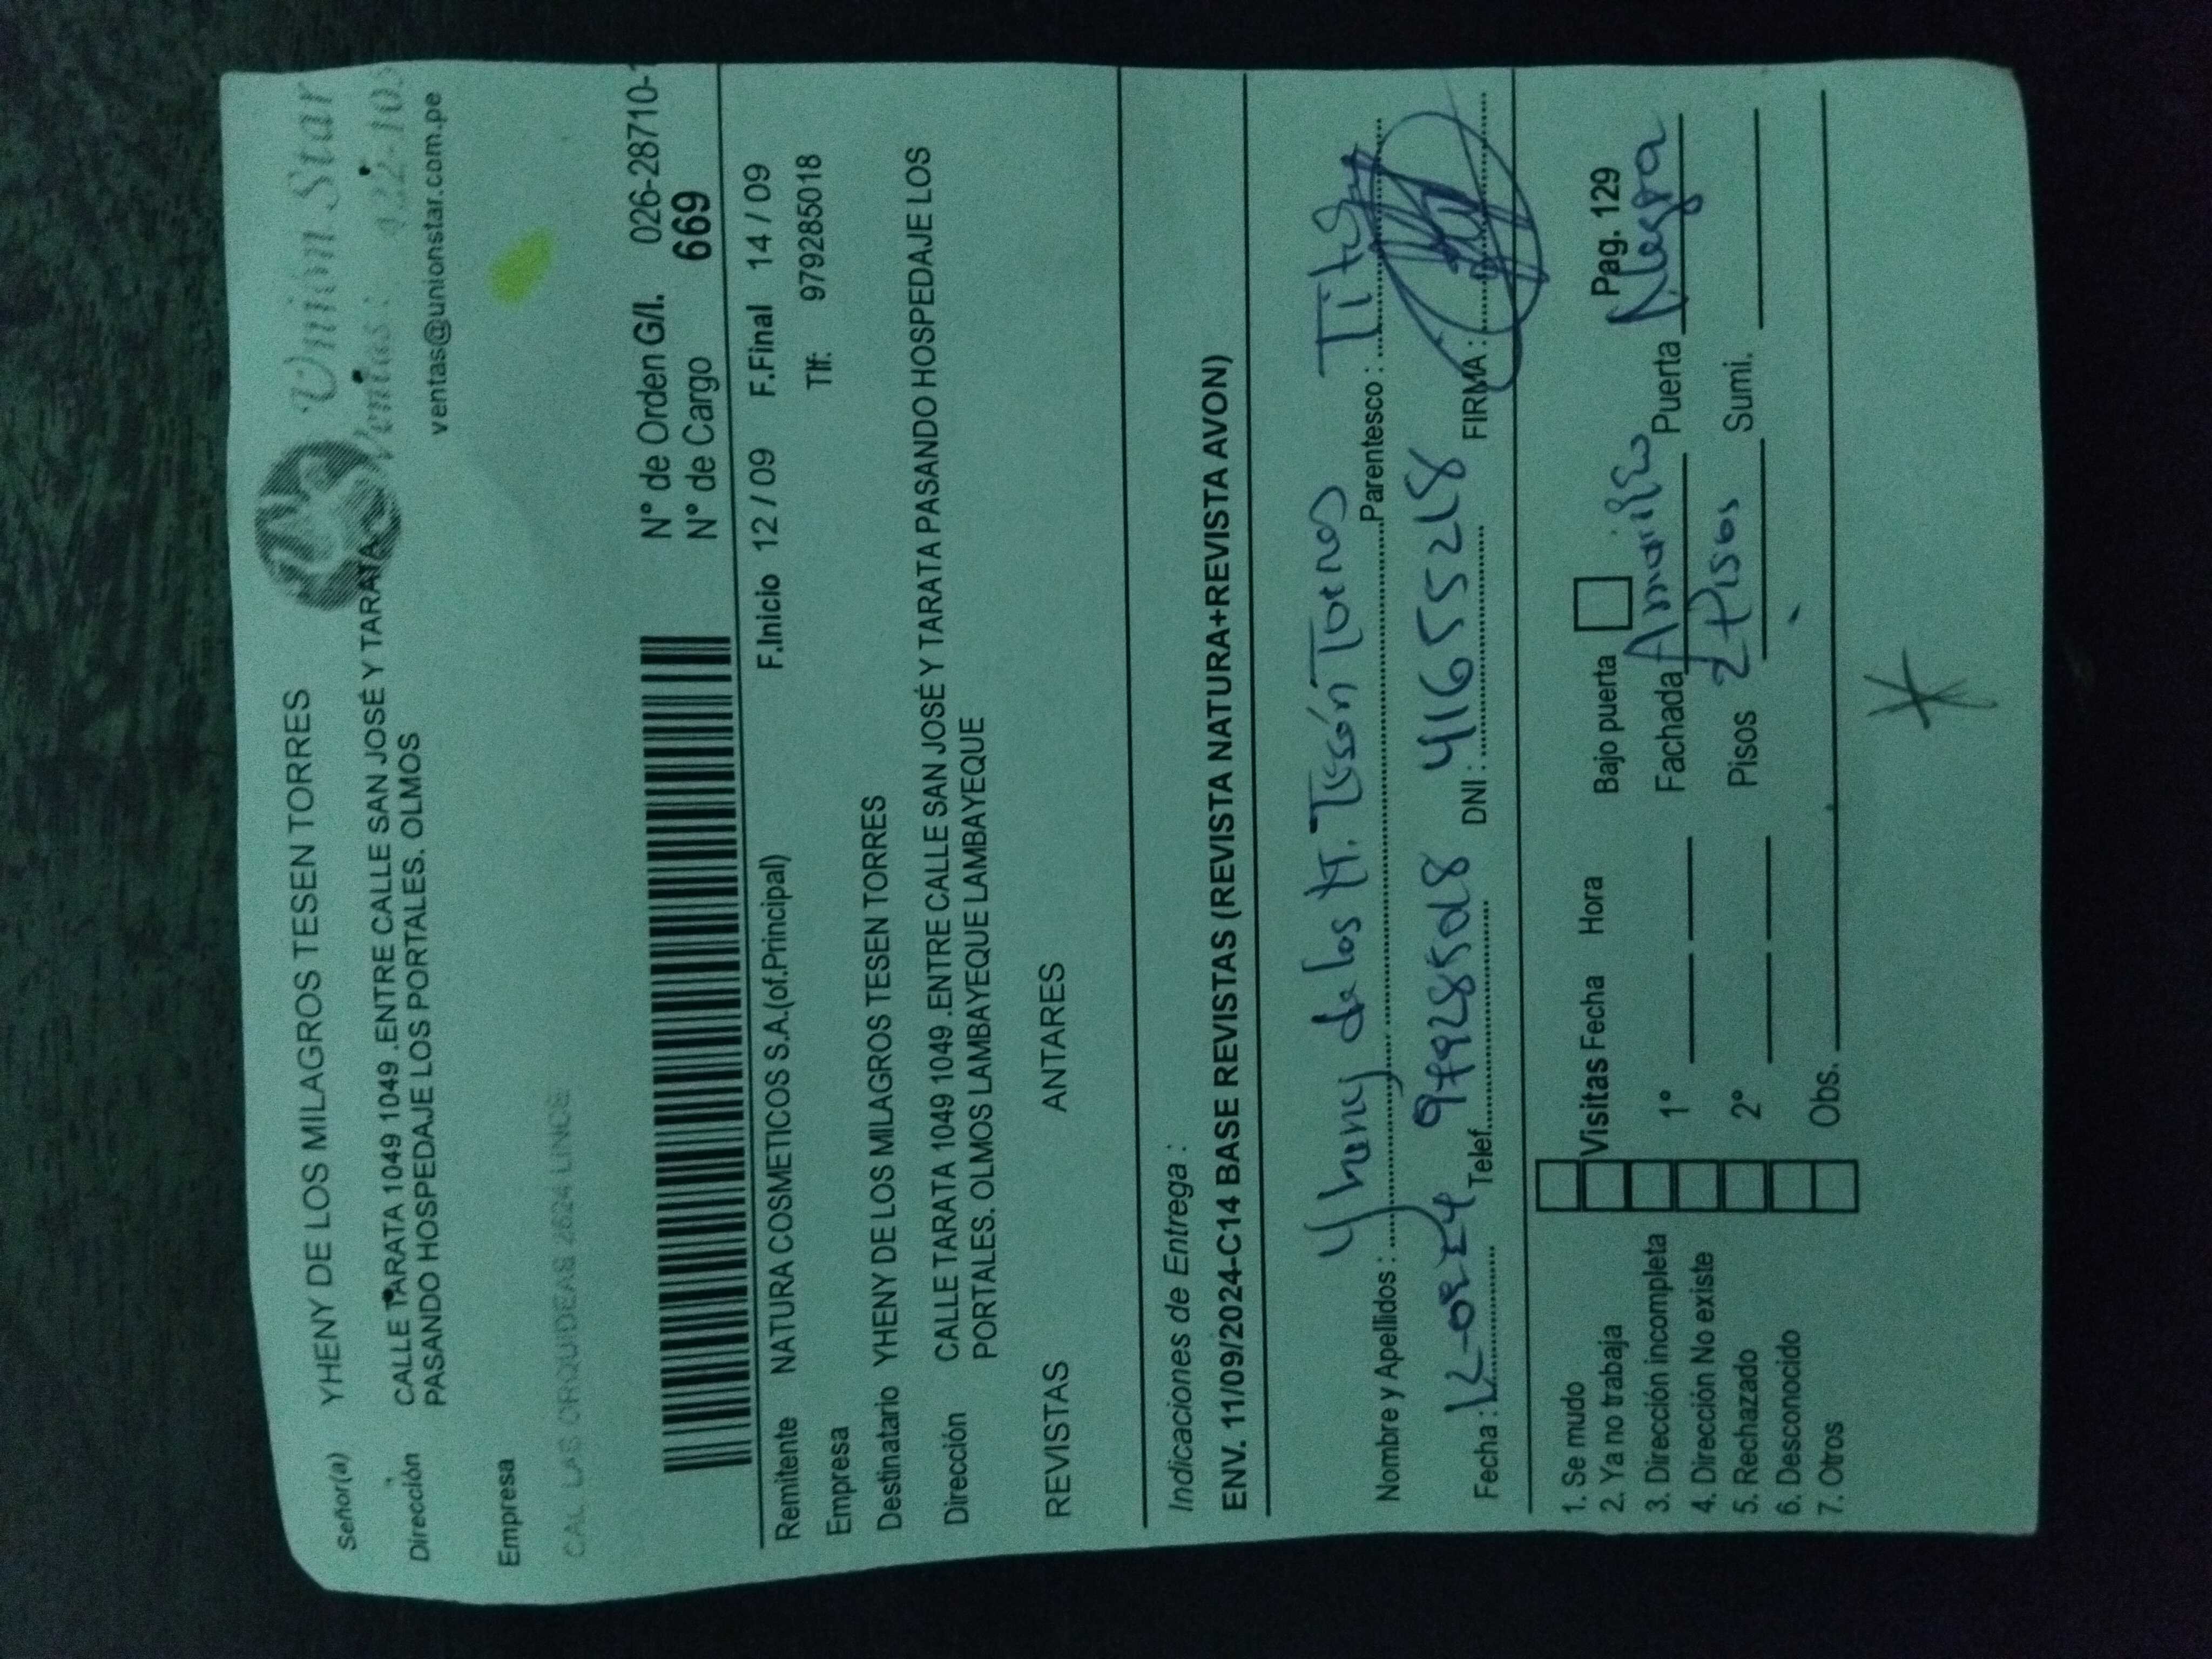 Señor(a) YHENY DE LOS MILAGROS TESEN TORRES
Union Star
Dirección CALLE TARATA 1049 1049 .ENTRE CALLE SAN JOSÉ Y TARATA
Ventas: 422-10
PASANDO HOSPEDAJE LOS PORTALES. OLMOS
ventas@unionstar.com.pe
Empresa
CAL. LAS ORQUIDEAS 2624 LINCE
N° de Orden G/I. 026-28710-
N° de Cargo 669
F.Inicio 12 / 09 F.Final 14 / 09
Remitente NATURA COSMETICOS S.A.(of.Principal)
Tlf: 979285018
Empresa
Destinatario YHENY DE LOS MILAGROS TESEN TORRES
Dirección CALLE TARATA 1049 1049 .ENTRE CALLE SAN JOSÉ Y TARATA PASANDO HOSPEDAJE LOS
PORTALES. OLMOS LAMBAYEQUE LAMBAYEQUE
REVISTAS ANTARES
Indicaciones de Entrega :
ENV. 11/09/2024-C14 BASE REVISTAS (REVISTA NATURA+REVISTA AVON)
Nombre y Apellidos : Yheny de los M. Tesén Torres Parentesco :
Fecha : Telef. 979285018 DNI : 41655218 FIRMA :
1. Se mudo
2. Ya no trabaja Visitas Fecha Hora Bajo puerta Pag. 129
3. Dirección incompleta
4. Dirección No existe 1° Fachada Amarillo Puerta Negra
5. Rechazado 2° Pisos 2 Pisos Sumi.
6. Desconocido
7. Otros Obs.